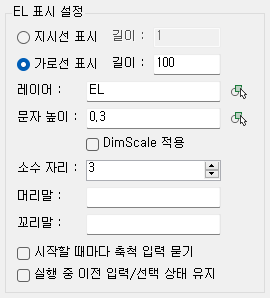 EL 표시 설정
지시선 표시 길이 : 1
가로선 표시 길이 : 100
레이어 : EL
문자 높이 : 0,3
DimScale 적용
소수 자리 : 3
머리말 :
꼬리말 :
시작할 때마다 축척 입력 묻기
실행 중 이전 입력/선택 상태 유지